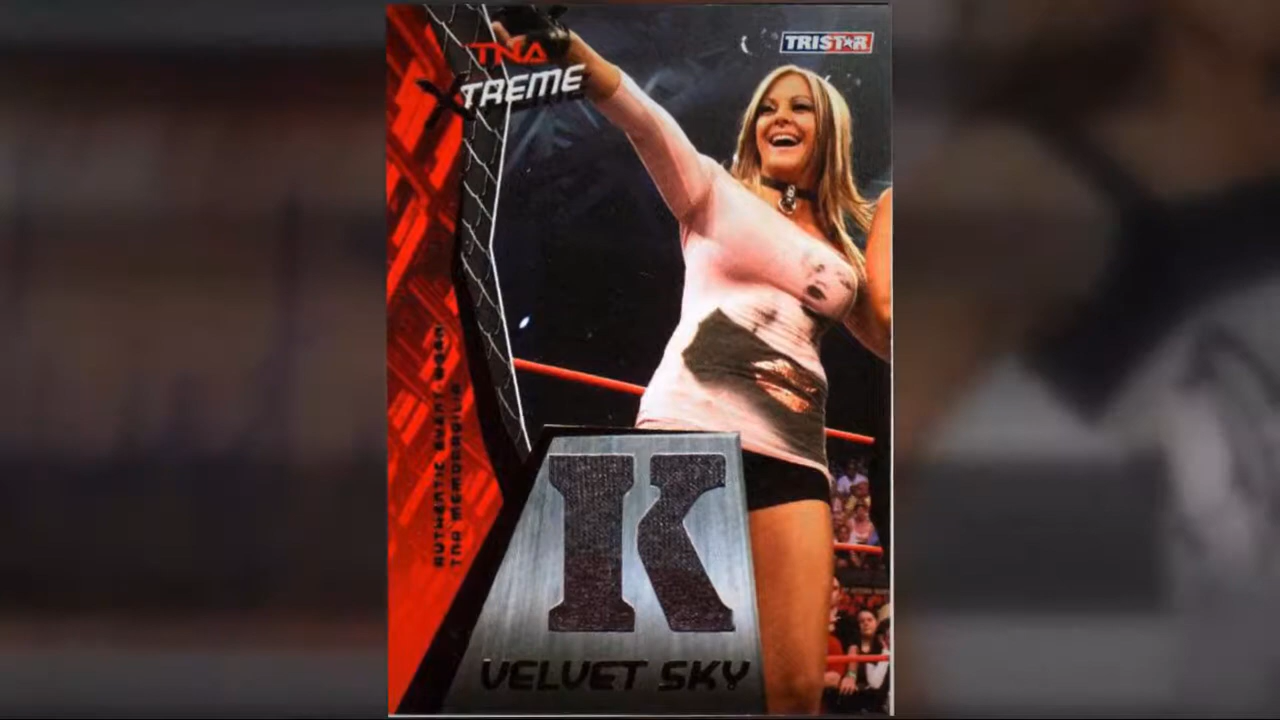 TNA
XTREME
TRISTAR
AUTHENTIC EVENT-WORN
TNA MEMORABILIA
K
VELVET SKY